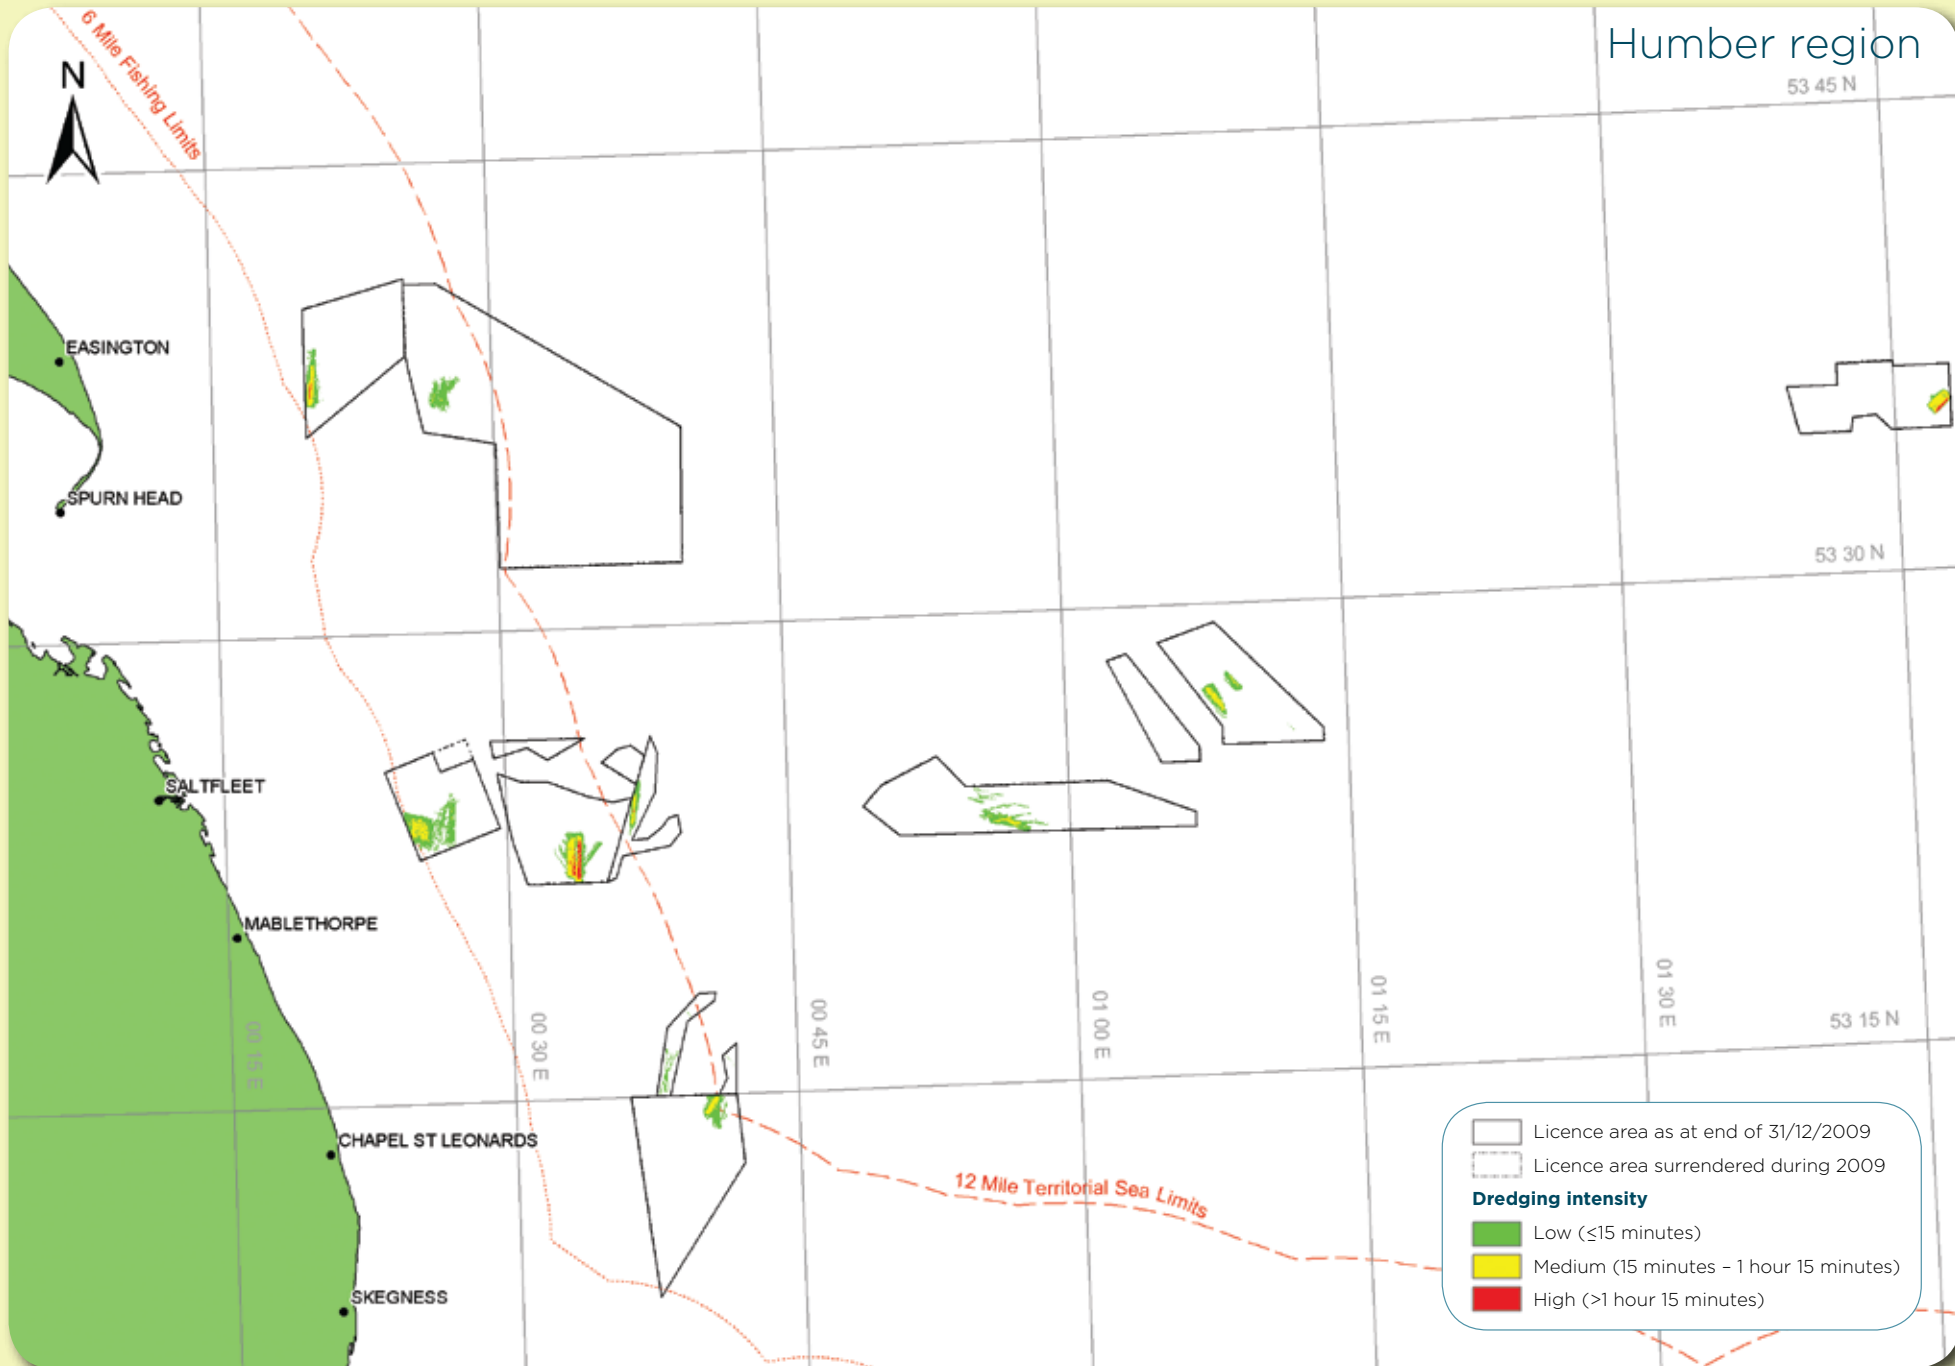 Humber region
6 Mile Fishing Limits
N
53 45 N
EASINGTON
SPURN HEAD
53 30 N
SALTFLEET
MABLETHORPE
00 15 E
00 30 E
00 45 E
01 00 E
01 15 E
01 30 E
53 15 N
CHAPEL ST LEONARDS
12 Mile Territorial Sea Limits
SKEGNESS
Licence area as at end of 31/12/2009
Licence area surrendered during 2009
Dredging intensity
Low (≤15 minutes)
Medium (15 minutes – 1 hour 15 minutes)
High (>1 hour 15 minutes)